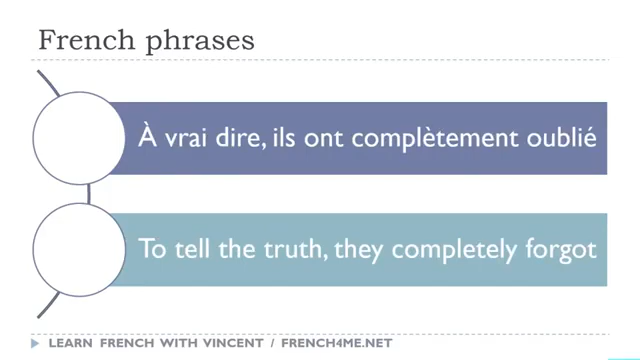 French phrases
À vrai dire, ils ont complètement oublié
To tell the truth, they completely forgot
LEARN FRENCH WITH VINCENT / FRENCH4ME.NET